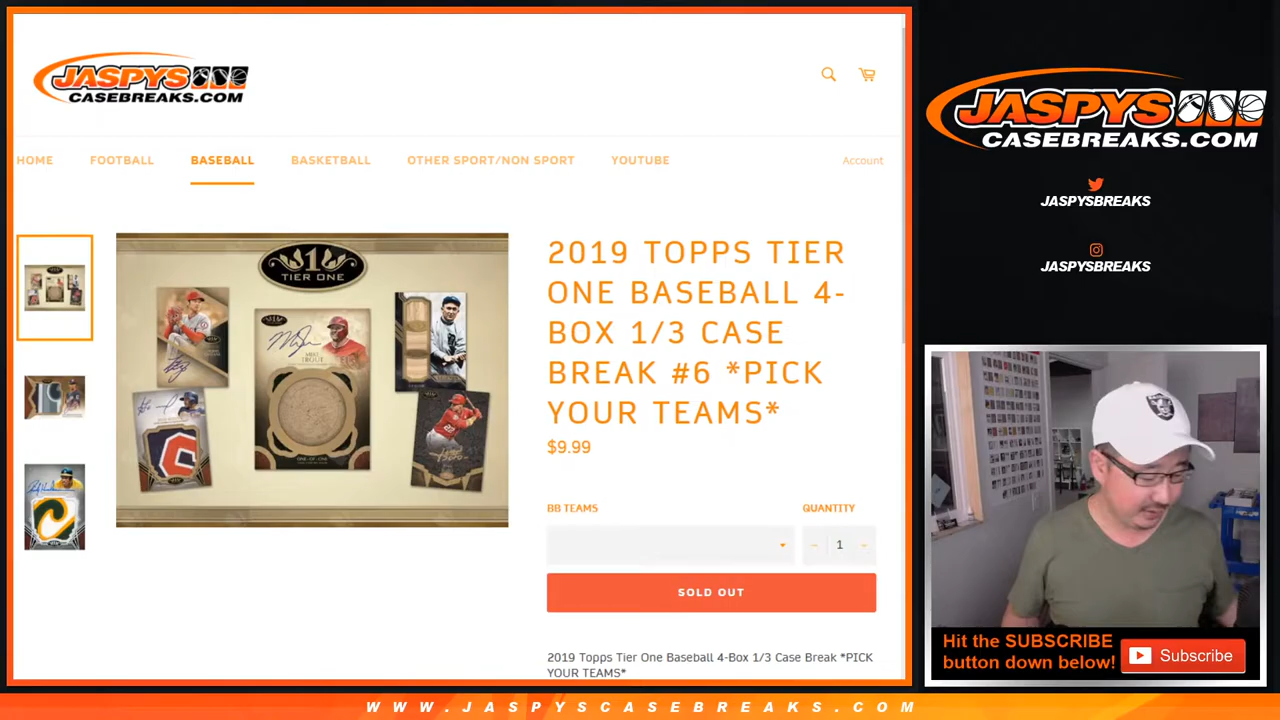 JASPYS
CASEBREAKS.COM
HOME FOOTBALL BASEBALL BASKETBALL OTHER SPORT/NON SPORT YOUTUBE Account
1
TIER ONE
MIKE TROUT
2019 TOPPS TIER
ONE BASEBALL 4-
BOX 1/3 CASE
BREAK #6 *PICK
YOUR TEAMS*
$9.99
BB TEAMS QUANTITY
− 1 −
SOLD OUT
2019 Topps Tier One Baseball 4-Box 1/3 Case Break *PICK
YOUR TEAMS*
JASPYS
CASEBREAKS.COM
JASPYSBREAKS
JASPYSBREAKS
Hit the SUBSCRIBE
button down below!
Subscribe
WWW.JASPYSCASEBREAKS.COM